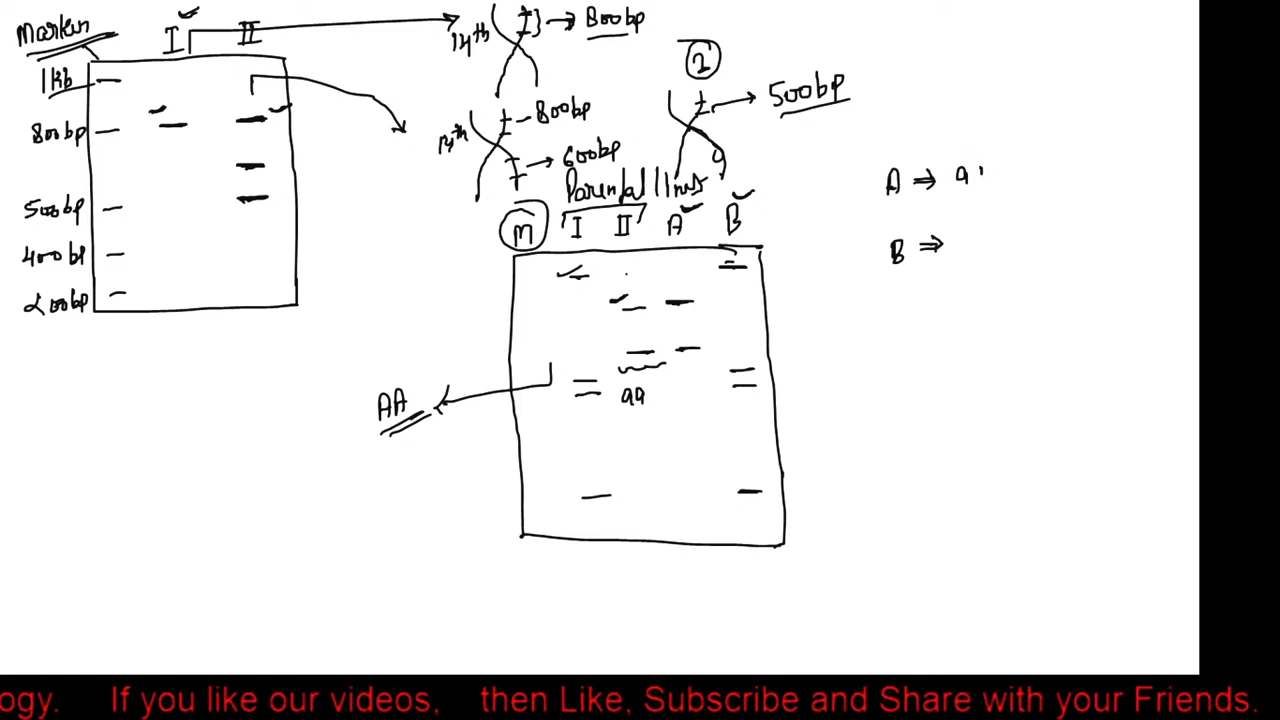 Marker
I II
1kb
800bp
500bp
400bp
200bp
14th I → 800bp
14th 800bp
→ 600bp
1
→ 500bp
Parental lines
M I II A B
aa
AA
A ⇒ a
B ⇒
ogy. If you like our videos, then Like, Subscribe and Share with your Friends.